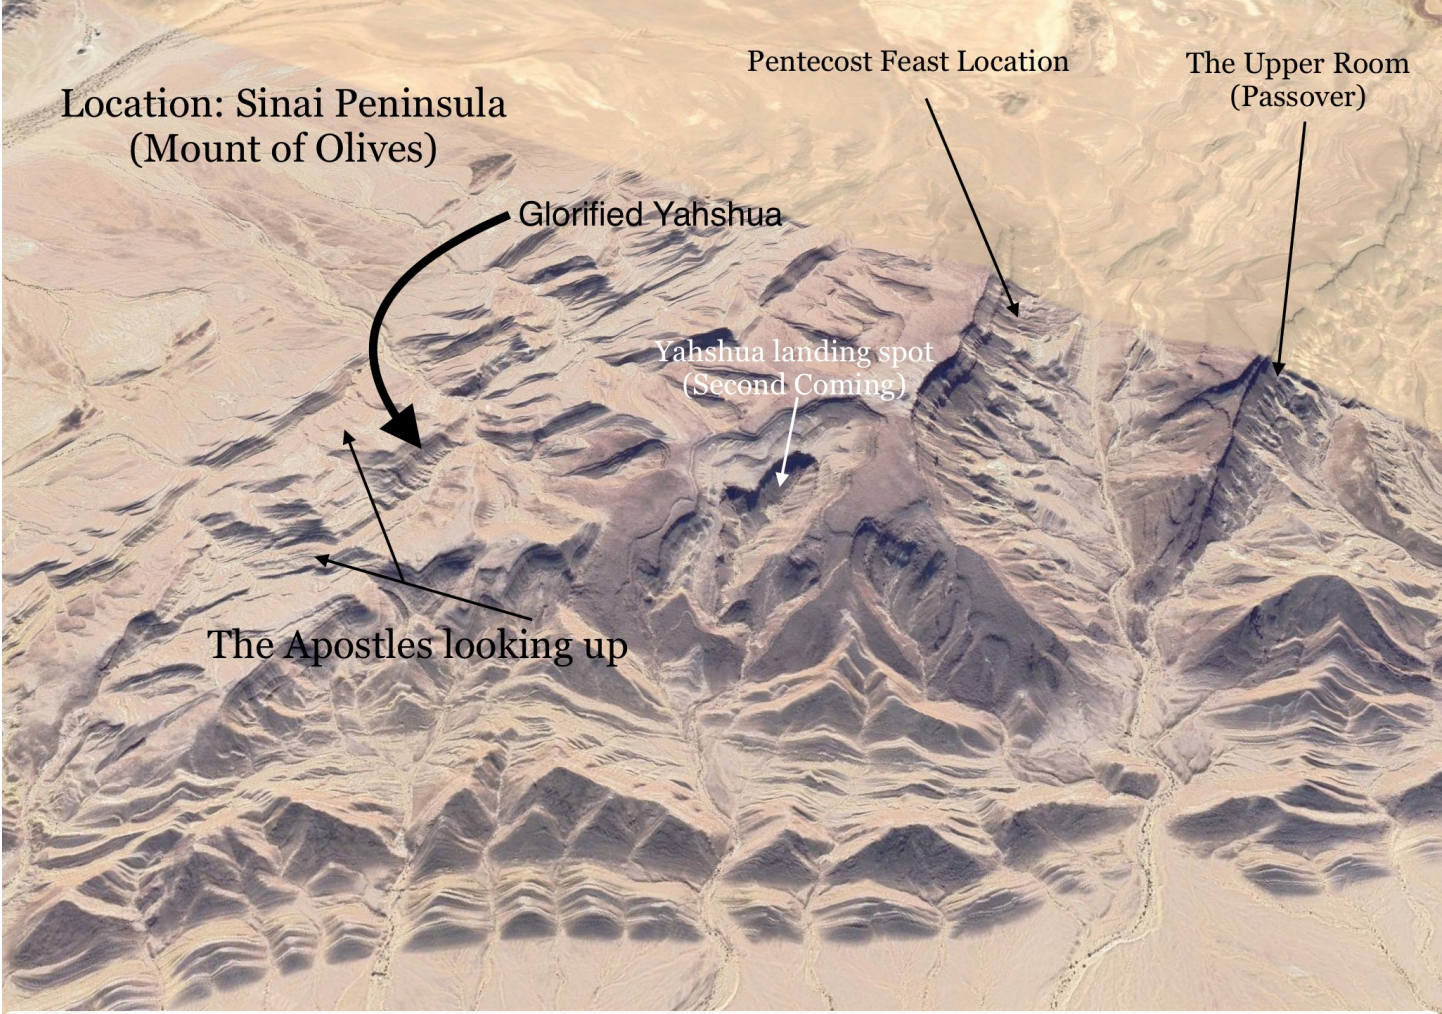 Pentecost Feast Location
The Upper Room
(Passover)
Location: Sinai Peninsula
(Mount of Olives)
Glorified Yahshua
Yahshua landing spot
(Second Coming)
The Apostles looking up